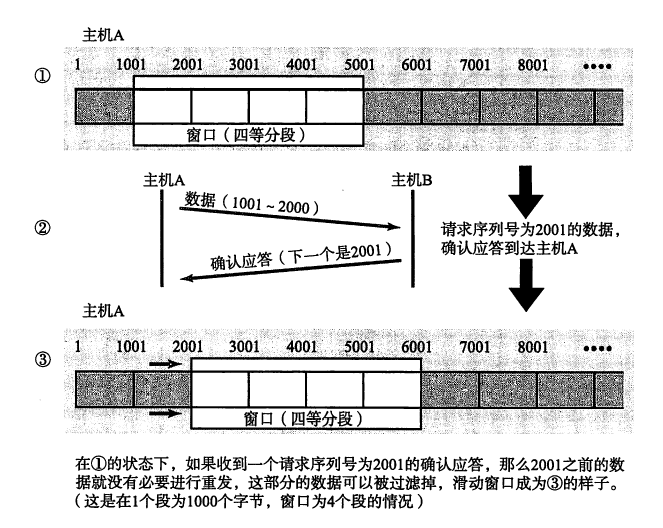 主机A
①
1 1001 2001 3001 4001 5001 6001 7001 8001 ••••
窗口（四等分段）
主机A 主机B
②
数据（1001～2000）
确认应答（下一个是2001）
请求序列号为2001的数据，
确认应答到达主机A
主机A
③
1 1001 2001 3001 4001 5001 6001 7001 8001 ••••
窗口（四等分段）
在①的状态下，如果收到一个请求序列号为2001的确认应答，那么2001之前的数
据就没有必要进行重发，这部分的数据可以被过滤掉，滑动窗口成为③的样子。
（这是在1个段为1000个字节，窗口为4个段的情况）